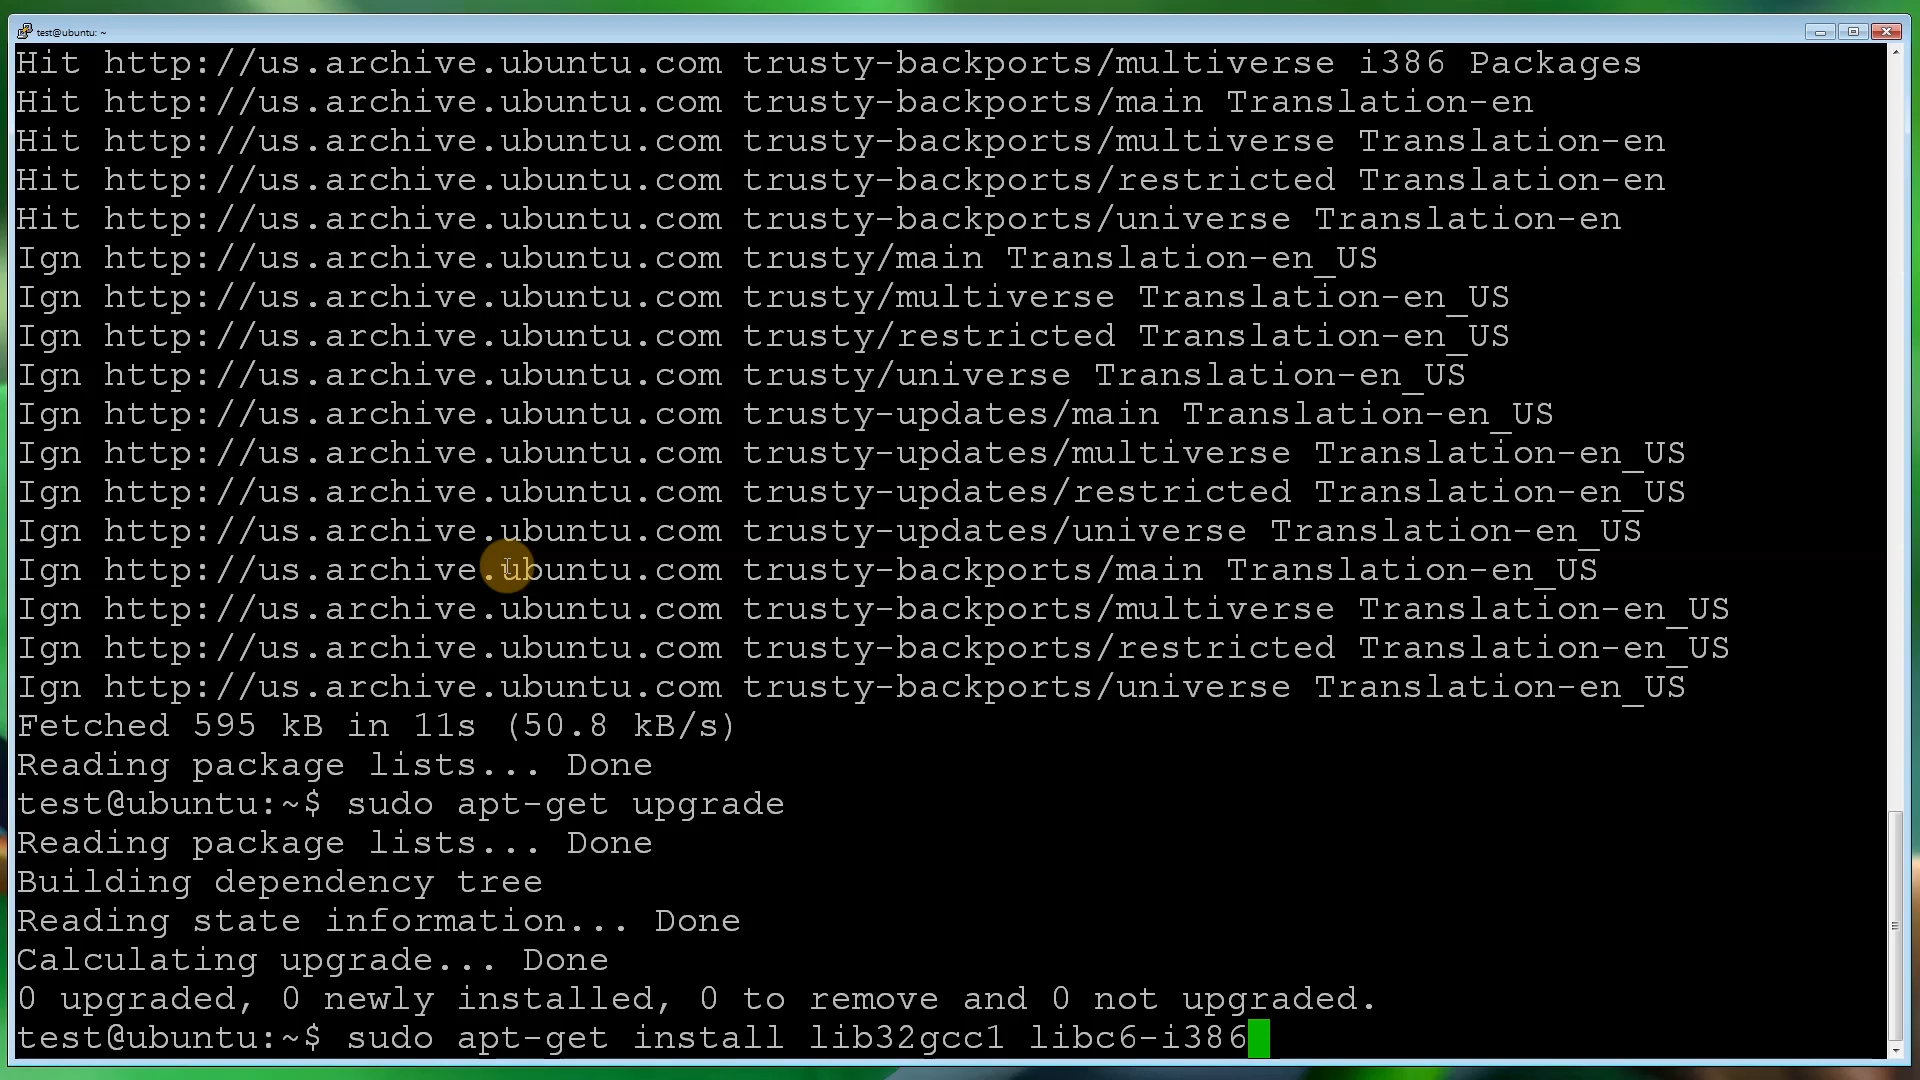 test@ubuntu: ~
Hit http://us.archive.ubuntu.com trusty-backports/multiverse i386 Packages
Hit http://us.archive.ubuntu.com trusty-backports/main Translation-en
Hit http://us.archive.ubuntu.com trusty-backports/multiverse Translation-en
Hit http://us.archive.ubuntu.com trusty-backports/restricted Translation-en
Hit http://us.archive.ubuntu.com trusty-backports/universe Translation-en
Ign http://us.archive.ubuntu.com trusty/main Translation-en_US
Ign http://us.archive.ubuntu.com trusty/multiverse Translation-en_US
Ign http://us.archive.ubuntu.com trusty/restricted Translation-en_US
Ign http://us.archive.ubuntu.com trusty/universe Translation-en_US
Ign http://us.archive.ubuntu.com trusty-updates/main Translation-en_US
Ign http://us.archive.ubuntu.com trusty-updates/multiverse Translation-en_US
Ign http://us.archive.ubuntu.com trusty-updates/restricted Translation-en_US
Ign http://us.archive.ubuntu.com trusty-updates/universe Translation-en_US
Ign http://us.archive.ubuntu.com trusty-backports/main Translation-en_US
Ign http://us.archive.ubuntu.com trusty-backports/multiverse Translation-en_US
Ign http://us.archive.ubuntu.com trusty-backports/restricted Translation-en_US
Ign http://us.archive.ubuntu.com trusty-backports/universe Translation-en_US
Fetched 595 kB in 11s (50.8 kB/s)
Reading package lists... Done
test@ubuntu:~$ sudo apt-get upgrade
Reading package lists... Done
Building dependency tree
Reading state information... Done
Calculating upgrade... Done
0 upgraded, 0 newly installed, 0 to remove and 0 not upgraded.
test@ubuntu:~$ sudo apt-get install lib32gcc1 libc6-i386